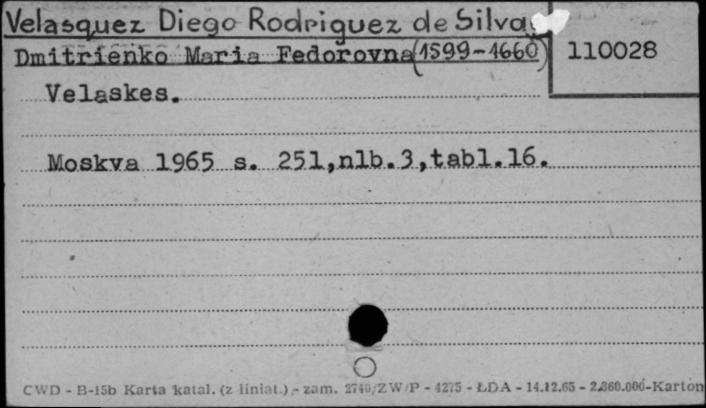 Velasquez Diego Rodriguez de Silva
Dmitrienko Maria Fedorovna (1599-1660) 110028
Velaskes.
Moskva 1965 s. 251,nlb.3,tabl.16.
CWD - B-15b Karta katal. (z liniat.) - zam. 2740/ZW/P - 4275 - ŁDA - 14.12.65 - 2.860.000-Karton